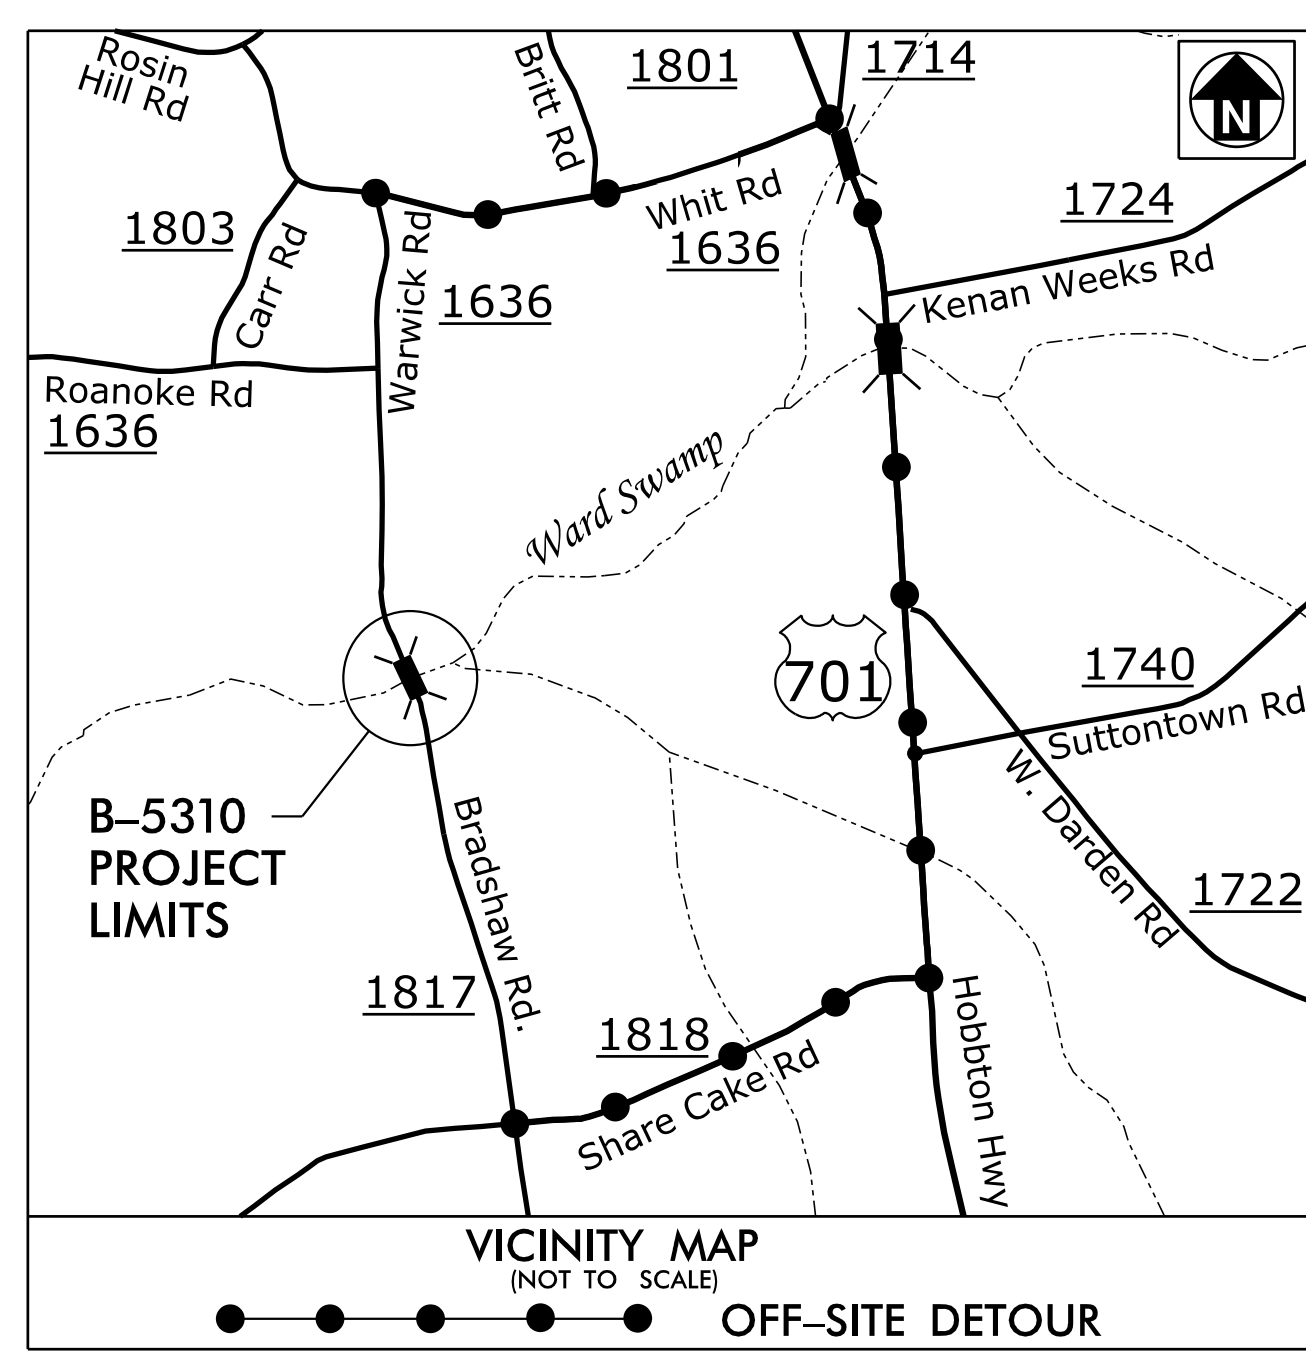 Rosin
Hill Rd
Britt Rd
1801
1714
N
1803
Carr Rd
Warwick Rd
1636
Whit Rd
1636
1724
Kenan Weeks Rd
Roanoke Rd
1636
Ward Swamp
701
1740
Suttontown Rd
W. Darden Rd
1722
B–5310
PROJECT
LIMITS
Bradshaw Rd.
1817
1818
Share Cake Rd
Hobbton Hwy
VICINITY MAP
(NOT TO SCALE)
OFF–SITE DETOUR